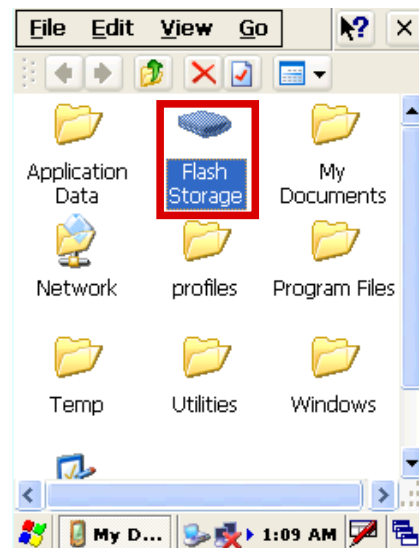 File Edit View Go
?
Application Data
Flash Storage
My Documents
Network
profiles
Program Files
Temp
Utilities
Windows
My D...
1:09 AM